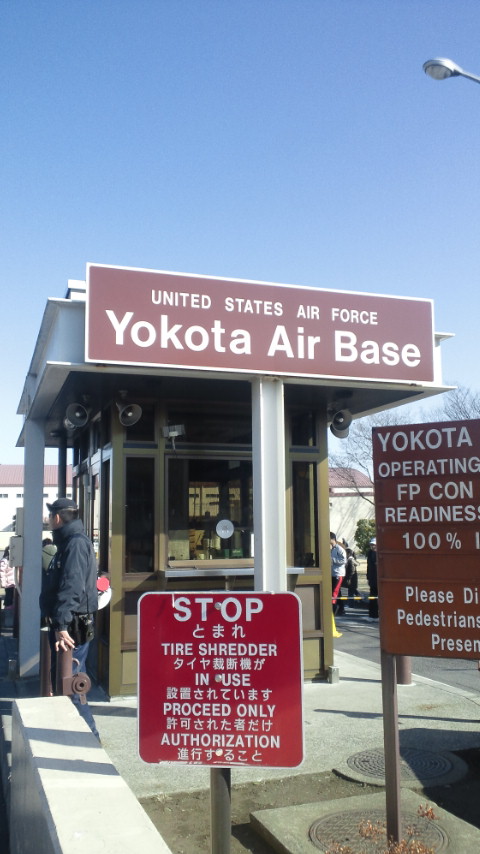 UNITED STATES AIR FORCE
Yokota Air Base
YOKOTA
OPERATING
FP CON
READINESS
100% I
Please Di
Pedestrians
Presen
STOP
とまれ
TIRE SHREDDER
タイヤ裁断機が
IN USE
設置されています
PROCEED ONLY
許可された者だけ
AUTHORIZATION
進行すること